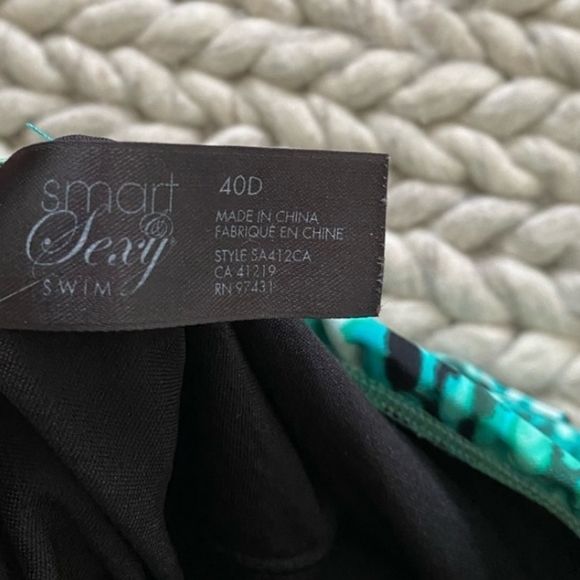 smart
&
Sexy
SWIM
40D
MADE IN CHINA
FABRIQUÉ EN CHINE
STYLE SA412CA
CA 41219
RN 97431